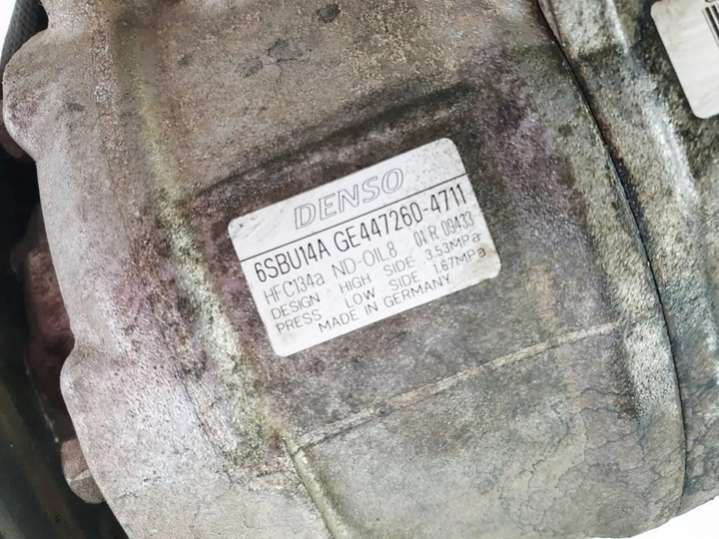 DENSO
6SBU14A GE447260-4711
HFC134a ND-OIL8 01R 09433
DESIGN HIGH SIDE 3.53MPa
PRESS LOW SIDE 1.67MPa
MADE IN GERMANY